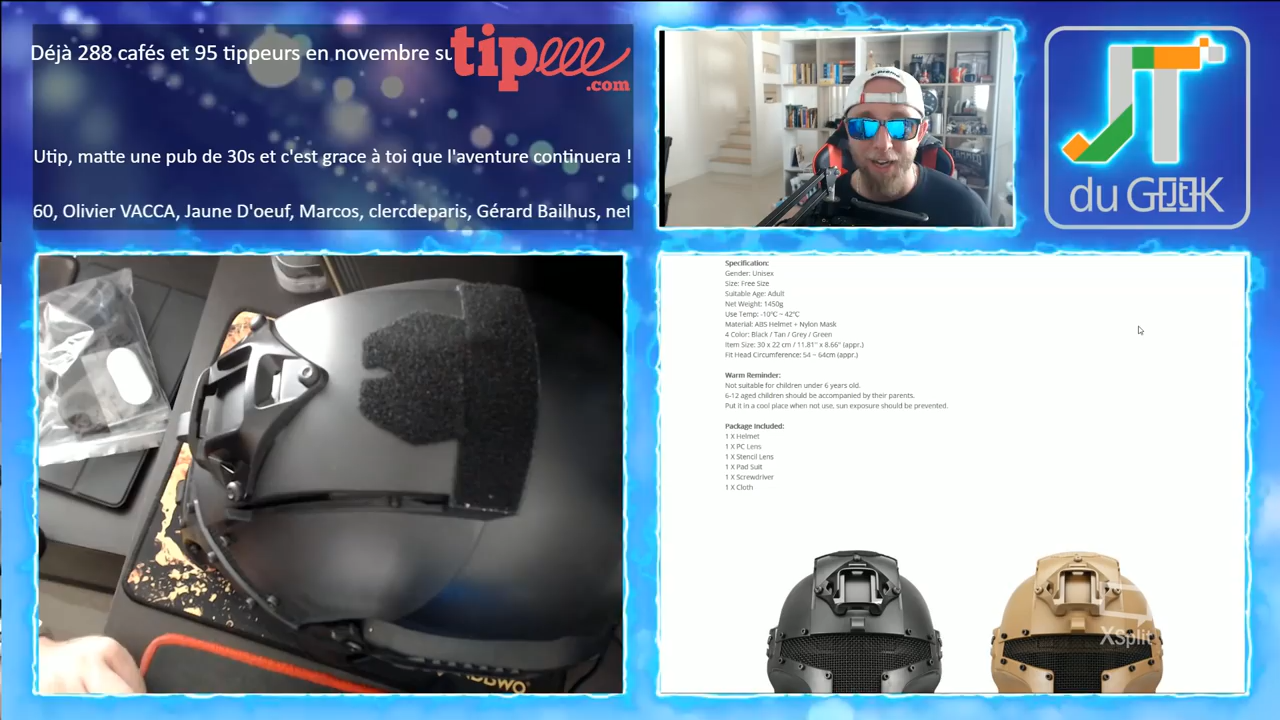 Déjà 288 cafés et 95 tippeurs en novembre su
tipeee
.com
Utip, matte une pub de 30s et c'est grace à toi que l'aventure continuera !
60, Olivier VACCA, Jaune D'oeuf, Marcos, clercdeparis, Gérard Bailhus, net
JT
du GEEK
Specification:
Gender: Unisex
Size: Free Size
Suitable Age: Adult
Net Weight: 1450g
Use Temp: -10℃ ~ 42℃
Material: ABS Helmet + Nylon Mask
4 Color: Black / Tan / Grey / Green
Item Size: 30 x 22 cm / 11.81" x 8.66" (appr.)
Fit Head Circumference: 54 ~ 64cm (appr.)
Warm Reminder:
Not suitable for children under 6 years old.
6-12 aged children should be accompanied by their parents.
Put it in a cool place when not use, sun exposure should be prevented.
Package Included:
1 X Helmet
1 X PC Lens
1 X Stencil Lens
1 X Pad Suit
1 X Screwdriver
1 X Cloth
XSplit